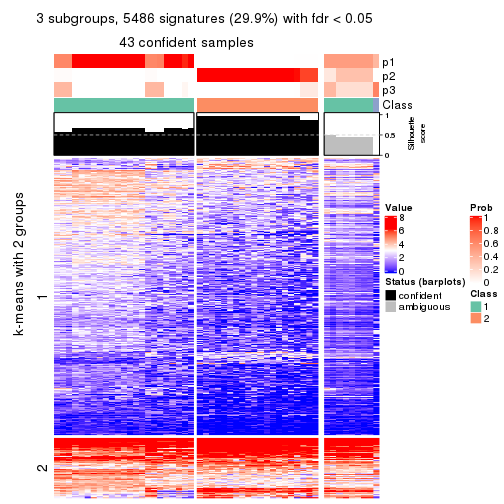 3 subgroups, 5486 signatures (29.9%) with fdr < 0.05
43 confident samples
p1
p2
p3
Class
1
0.5
0
Silhouette
score
k-means with 2 groups
1
2
Value
8
6
4
2
0
Status (barplots)
confident
ambiguous
Prob
1
0.8
0.6
0.4
0.2
0
Class
1
2